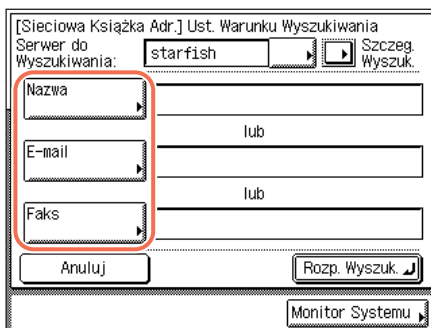 [Sieciowa Książka Adr.] Ust. Warunku Wyszukiwania
Serwer do Wyszukiwania:
starfish
Szczeg. Wyszuk.
Nazwa
lub
E-mail
lub
Faks
Anuluj
Rozp. Wyszuk.
Monitor Systemu